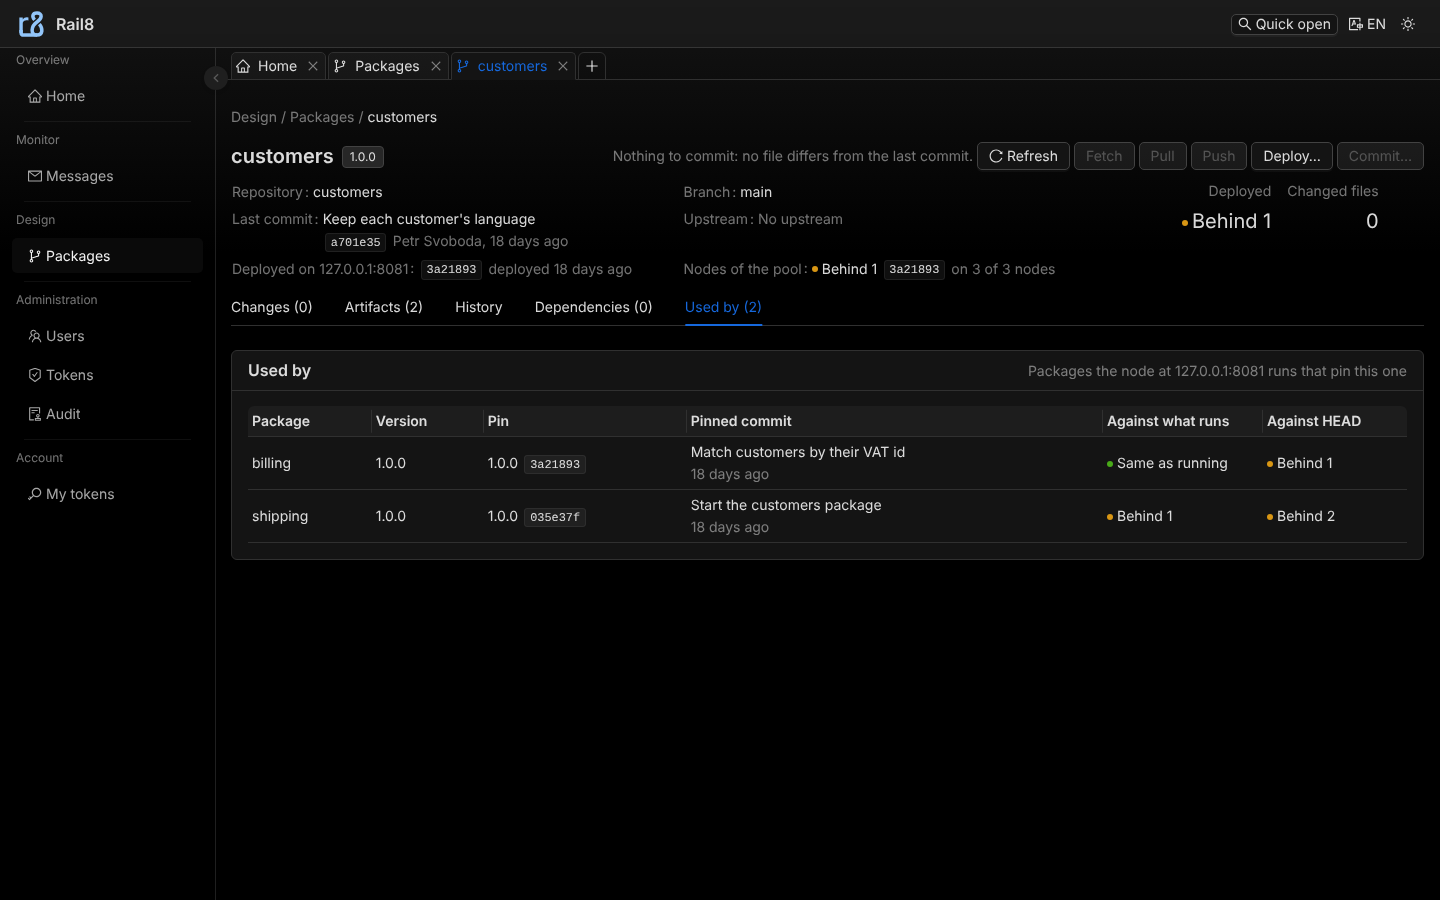 Rail8
Quick open
EN
Overview
Home
Monitor
Messages
Design
Packages
Administration
Users
Tokens
Audit
Account
My tokens
Home
Packages
customers
Design / Packages / customers
customers 1.0.0
Nothing to commit: no file differs from the last commit.
Refresh
Fetch
Pull
Push
Deploy...
Commit...
Repository: customers
Branch: main
Deployed
Behind 1
Changed files
0
Last commit: Keep each customer's language
a701e35 Petr Svoboda, 18 days ago
Upstream: No upstream
Deployed on 127.0.0.1:8081: 3a21893 deployed 18 days ago
Nodes of the pool: Behind 1 3a21893 on 3 of 3 nodes
Changes (0)
Artifacts (2)
History
Dependencies (0)
Used by (2)
Used by
Packages the node at 127.0.0.1:8081 runs that pin this one
Package Version Pin Pinned commit Against what runs Against HEAD
billing 1.0.0 1.0.0 3a21893 Match customers by their VAT id
18 days ago
Same as running Behind 1
shipping 1.0.0 1.0.0 035e37f Start the customers package
18 days ago
Behind 1 Behind 2